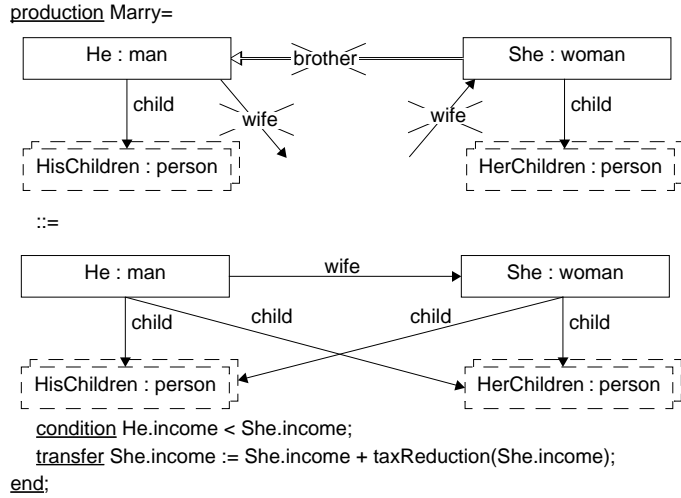 production Marry=
He : man
brother
She : woman
child
wife
wife
child
HisChildren : person
HerChildren : person
::=
He : man
wife
She : woman
child
child
child
child
HisChildren : person
HerChildren : person
condition He.income < She.income;
transfer She.income := She.income + taxReduction(She.income);
end;